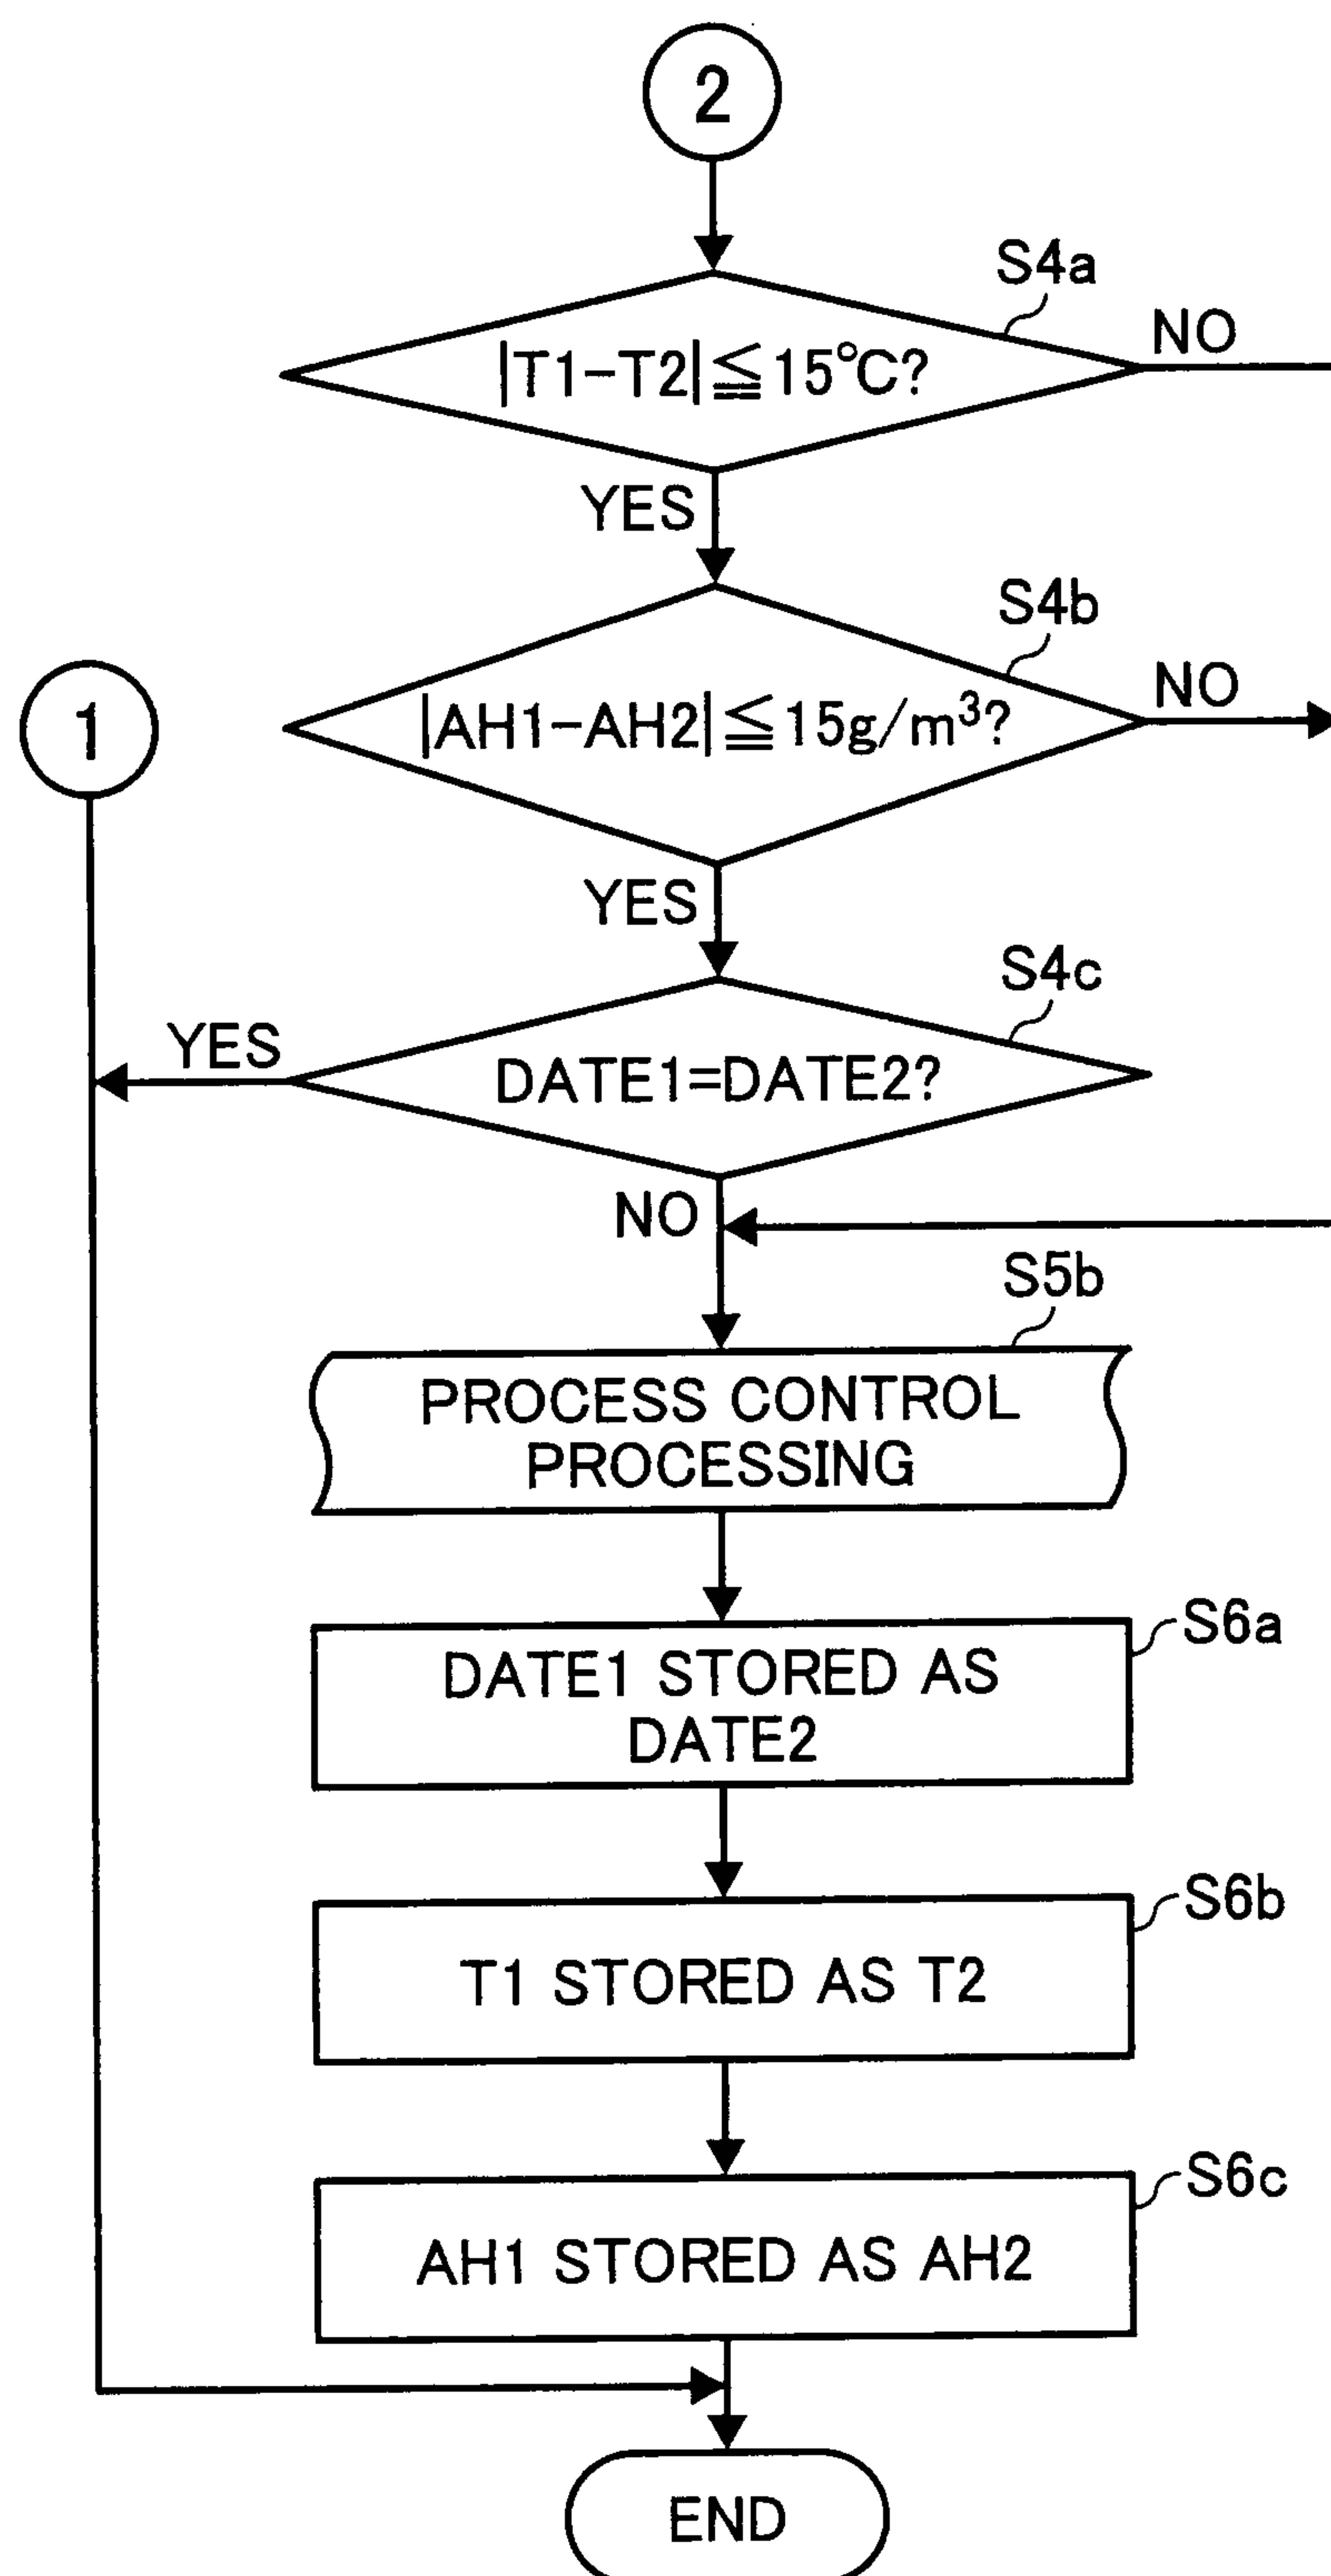 2
S4a
|T1-T2|≦15℃?
NO
YES
S4b
|AH1-AH2|≦15g/m³?
NO
1
YES
S4c
DATE1=DATE2?
YES
NO
S5b
PROCESS CONTROL
PROCESSING
S6a
DATE1 STORED AS
DATE2
S6b
T1 STORED AS T2
S6c
AH1 STORED AS AH2
END